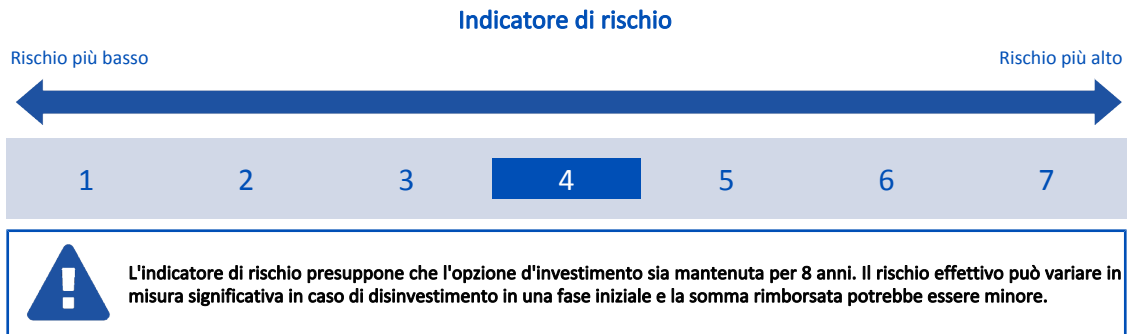 Indicatore di rischio
Rischio più basso Rischio più alto
1 2 3 4 5 6 7
L'indicatore di rischio presuppone che l'opzione d'investimento sia mantenuta per 8 anni. Il rischio effettivo può variare in
misura significativa in caso di disinvestimento in una fase iniziale e la somma rimborsata potrebbe essere minore.